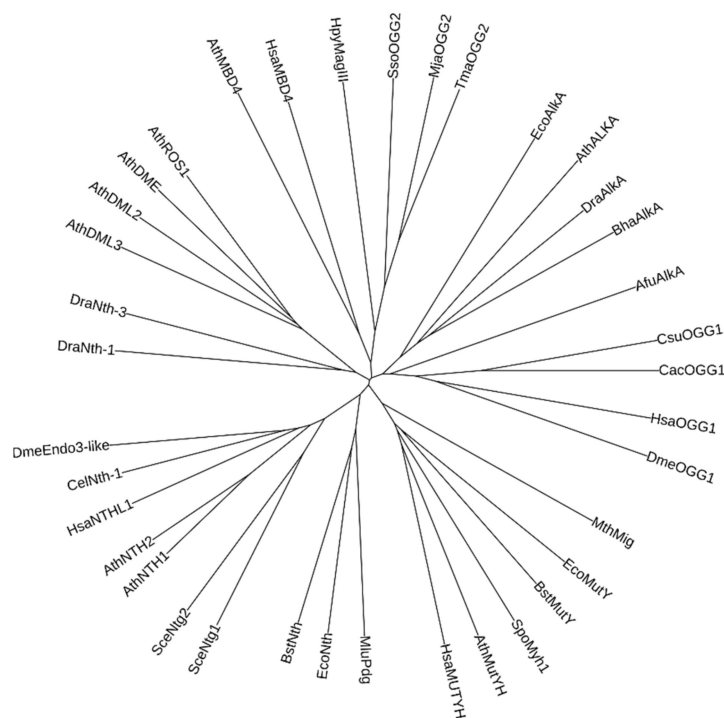 AthMBD4
HsaMBD4
HpyMagIII
SsoOGG2
MjaOGG2
TmaOGG2
EcoAlkA
AthALKA
DraAlkA
BhaAlkA
AfuAlkA
CsuOGG1
CacOGG1
HsaOGG1
DmeOGG1
MthMig
EcoMutY
BstMutY
SpoMyh1
AthMutYH
HsaMUTYH
MluPdg
EcoNth
BstNth
SceNtg1
SceNtg2
AthNTH1
AthNTH2
HsaNTHL1
CelNth-1
DmeEndo3-like
DraNth-1
DraNth-3
AthDML3
AthDML2
AthDME
AthROS1